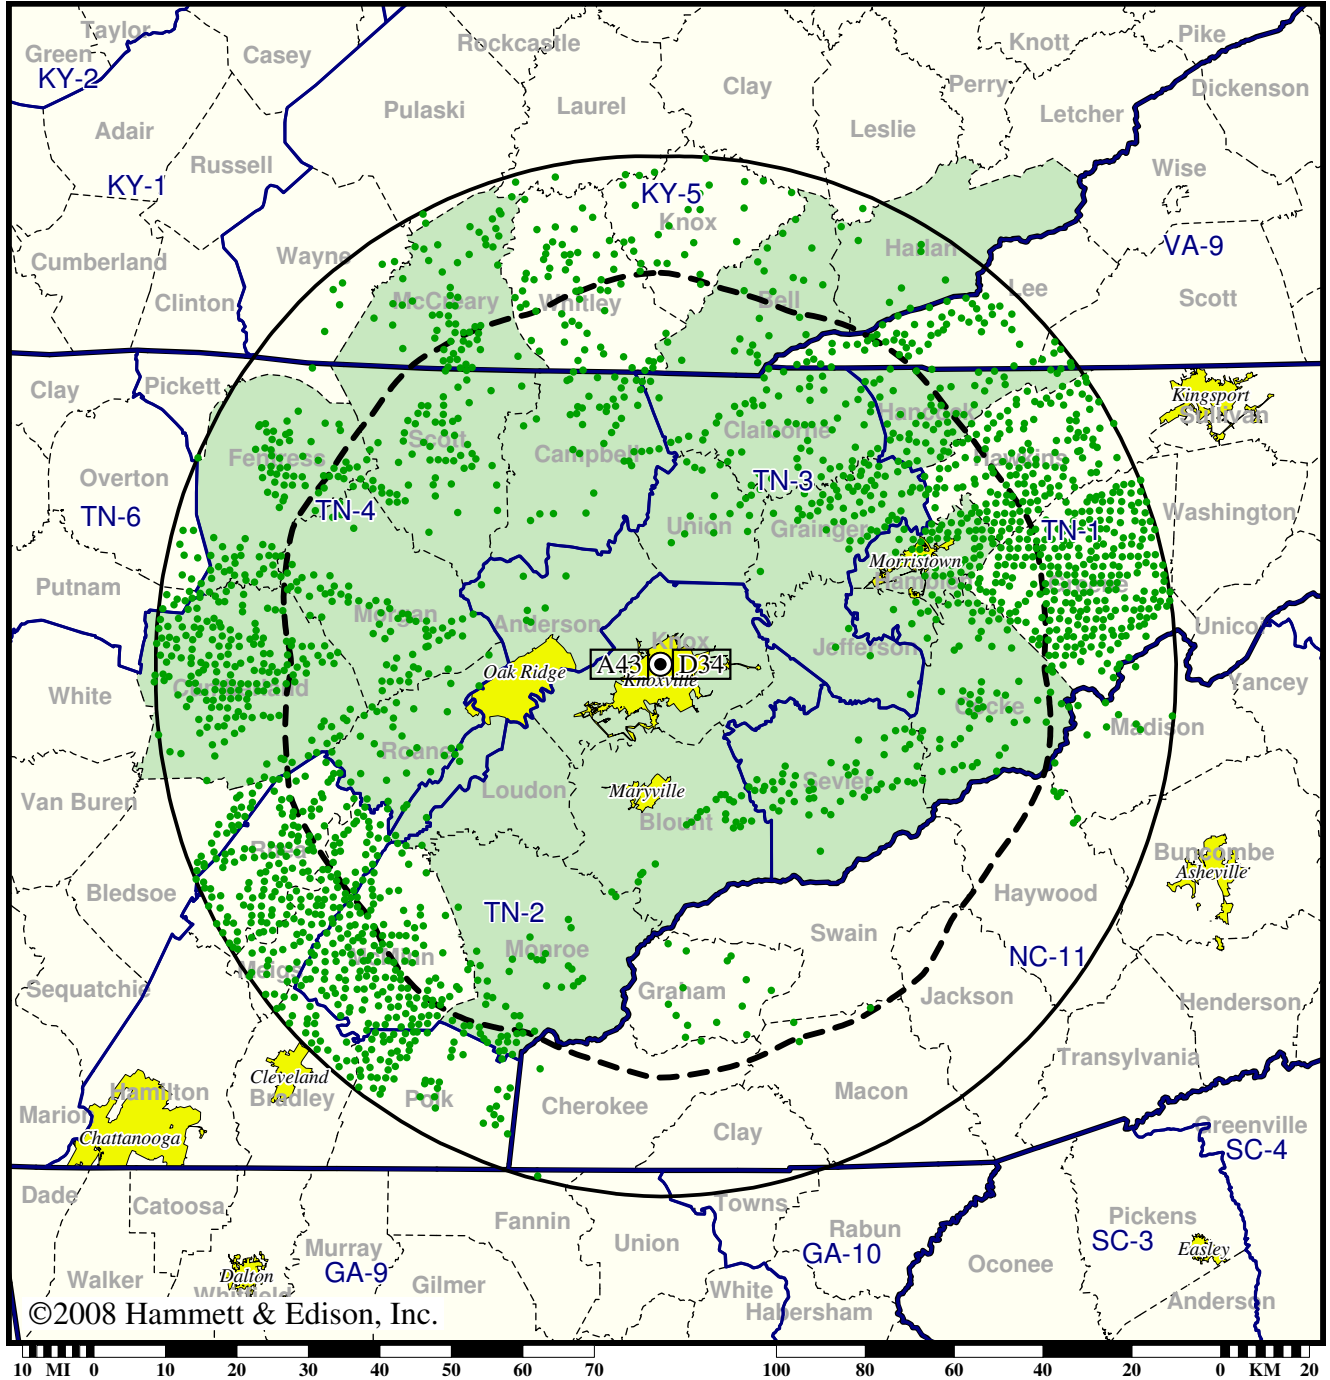 Taylor
Green
KY-2
Casey
Rockcastle
Knott
Pike
Adair
Pulaski
Laurel
Clay
Perry
Leslie
Letcher
Dickenson
Russell
KY-1
KY-5
Knox
Wise
Cumberland
Wayne
Clinton
McCreary
Whitley
Bell
Harlan
Lee
VA-9
Scott
Clay
Pickett
Kingsport
Sullivan
Overton
TN-6
Fentress
TN-4
Scott
Campbell
Claiborne
TN-3
Hancock
Hawkins
Union
Grainger
TN-1
Washington
Putnam
Morgan
Anderson
Morristown
Hamblen
Greene
Knox
Jefferson
Unicoi
White
Cumberland
Oak Ridge
A43
D34
Knoxville
Cocke
Yancey
Madison
Roane
Van Buren
Loudon
Maryville
Blount
Sevier
Rhea
Bledsoe
TN-2
Buncombe
Asheville
Haywood
Swain
Sequatchie
Meigs
McMinn
Monroe
NC-11
Graham
Jackson
Henderson
Transylvania
Marion
Hamilton
Chattanooga
Cleveland
Bradley
Polk
Cherokee
Macon
Clay
Greenville
SC-4
Dade
Catoosa
Fannin
Towns
Rabun
Pickens
Union
Murray
GA-9
Gilmer
GA-10
SC-3
Easley
Oconee
Walker
Dalton
Whitfield
White
Habersham
Anderson
©2008 Hammett & Edison, Inc.
10 MI 0 10 20 30 40 50 60 70 100 80 60 40 20 0 KM 20